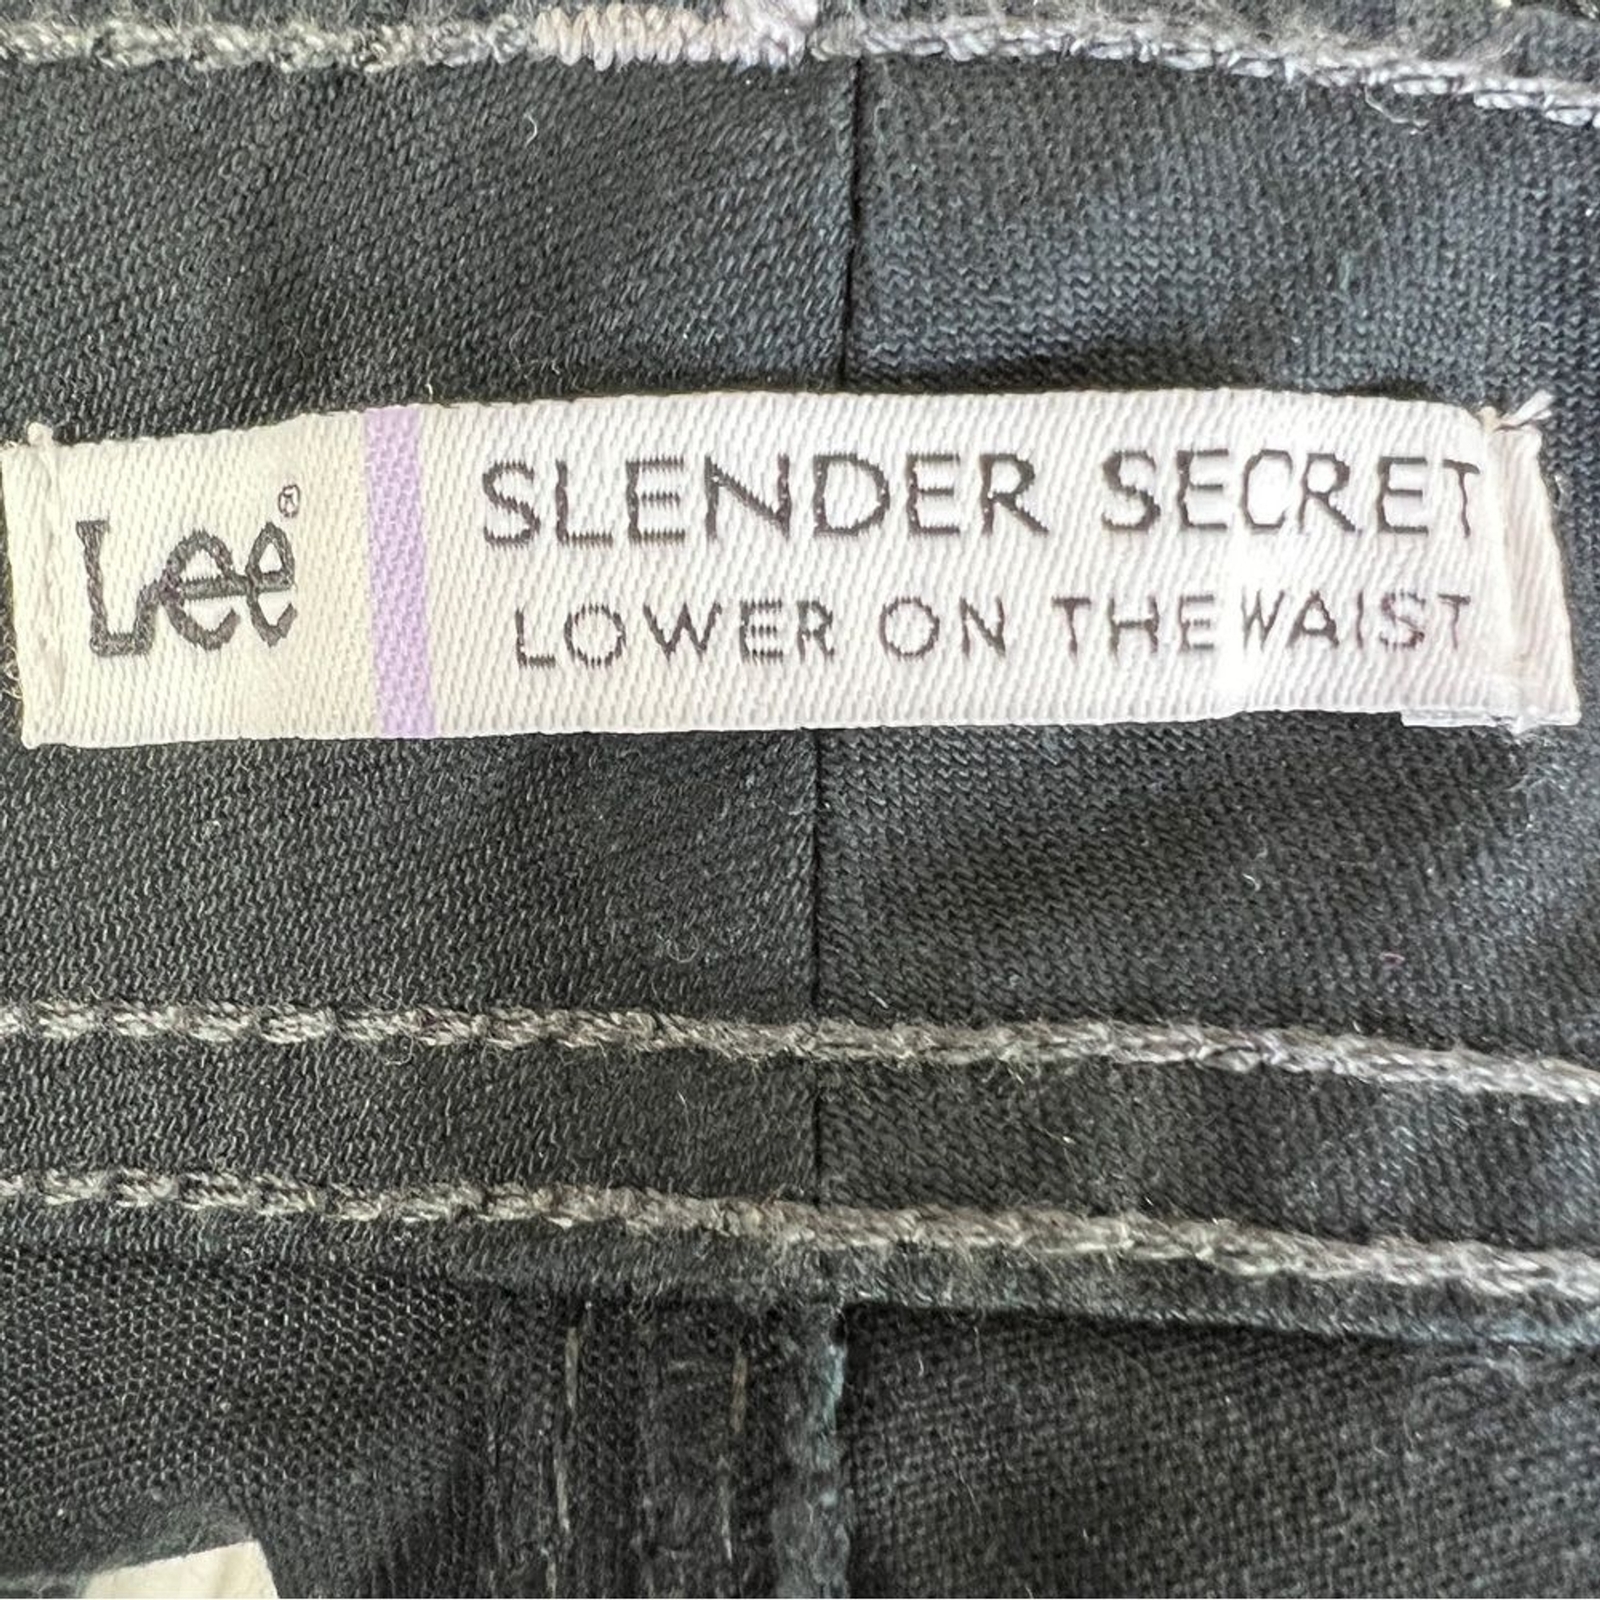 Lee®
SLENDER SECRET
LOWER ON THE WAIST